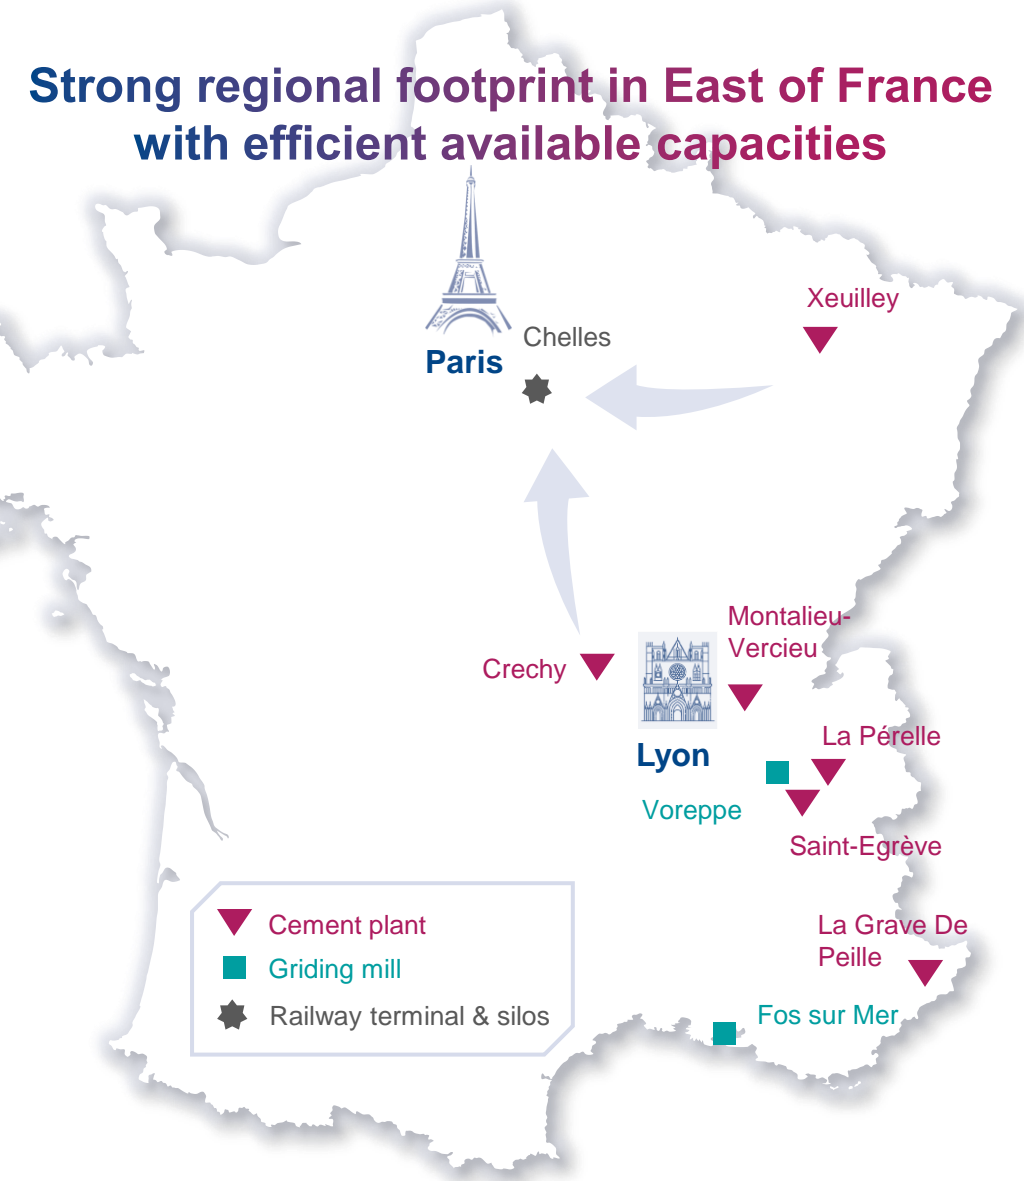 Strong regional footprint in East of France
with efficient available capacities
Xeuilley
Chelles
Paris
Montalieu-
Vercieu
Crechy
La Pérelle
Lyon
Voreppe
Saint-Egrève
La Grave De
Peille
Fos sur Mer
Cement plant
Griding mill
Railway terminal & silos